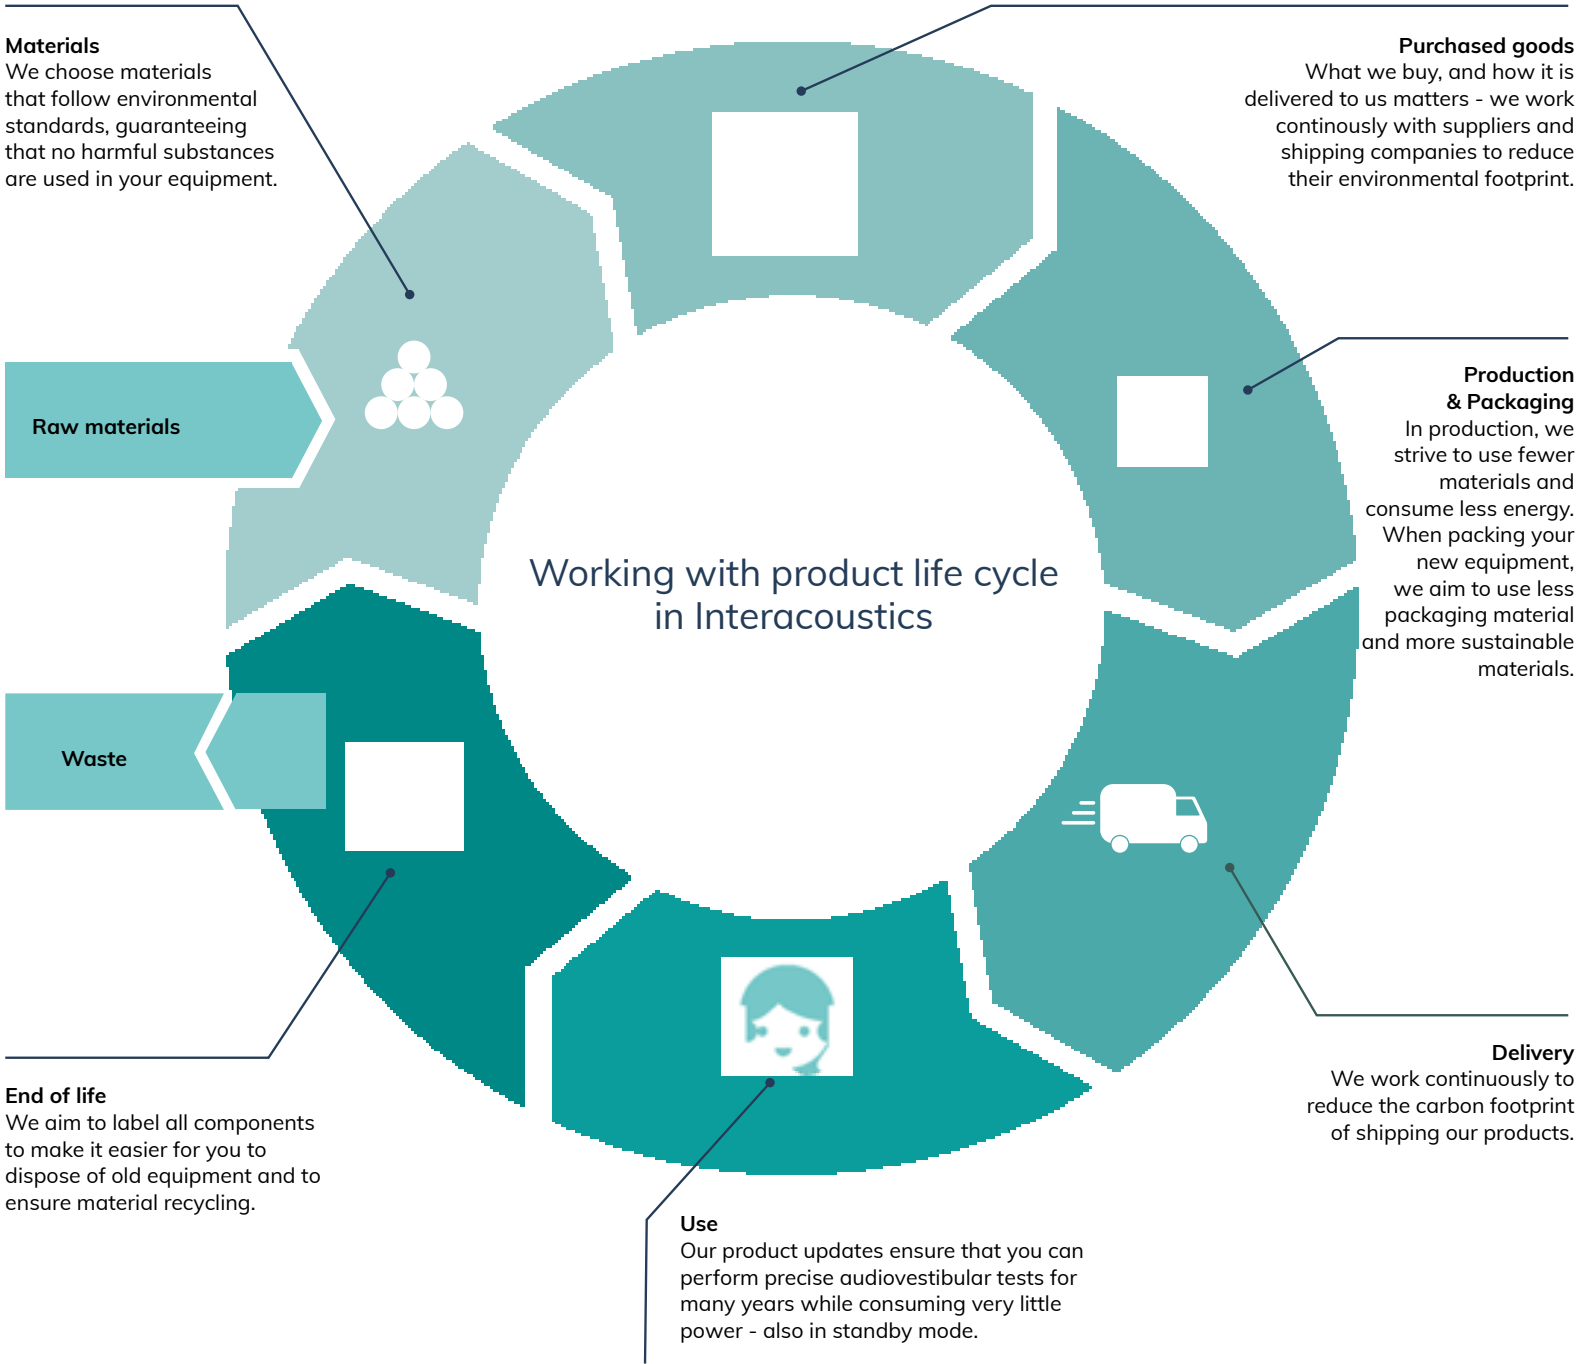 Materials
We choose materials
that follow environmental
standards, guaranteeing
that no harmful substances
are used in your equipment.
Purchased goods
What we buy, and how it is
delivered to us matters - we work
continously with suppliers and
shipping companies to reduce
their environmental footprint.
Raw materials
Production
& Packaging
In production, we
strive to use fewer
materials and
consume less energy.
When packing your
new equipment,
we aim to use less
packaging material
and more sustainable
materials.
Working with product life cycle
in Interacoustics
Waste
Delivery
We work continuously to
reduce the carbon footprint
of shipping our products.
End of life
We aim to label all components
to make it easier for you to
dispose of old equipment and to
ensure material recycling.
Use
Our product updates ensure that you can
perform precise audiovestibular tests for
many years while consuming very little
power - also in standby mode.